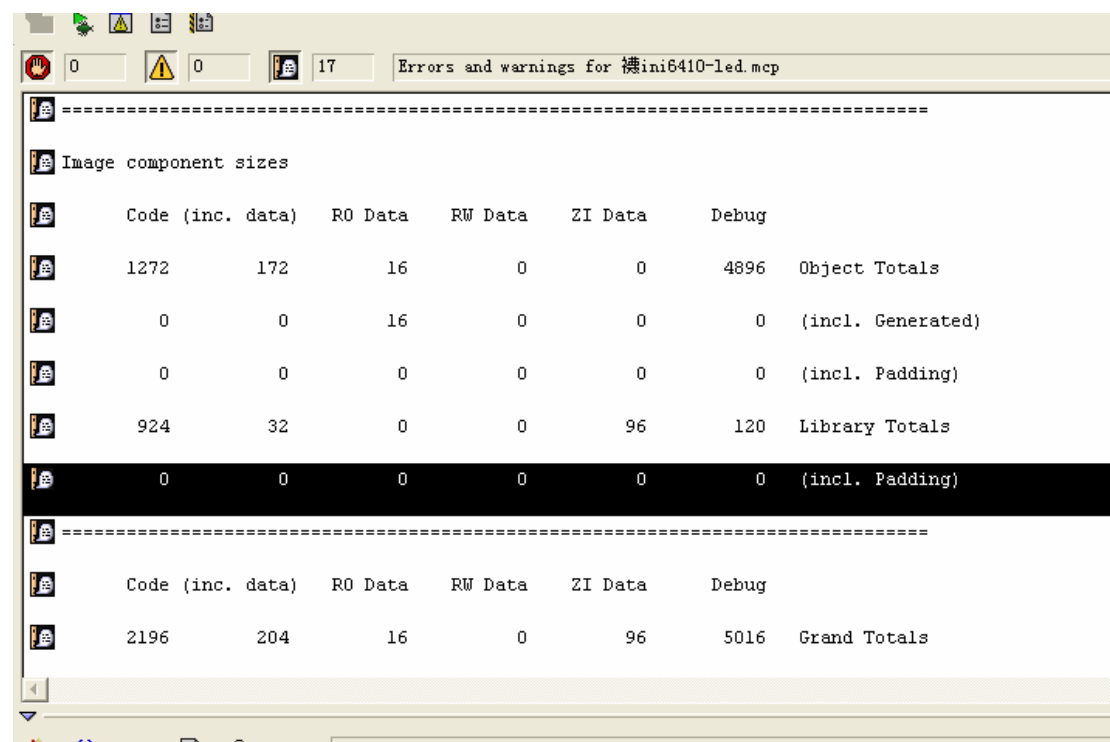 0 0 17 Errors and warnings for 禣ini6410-led.mcp
================================================================================
Image component sizes
Code (inc. data) RO Data RW Data ZI Data Debug
1272 172 16 0 0 4896 Object Totals
0 0 16 0 0 0 (incl. Generated)
0 0 0 0 0 0 (incl. Padding)
924 32 0 0 96 120 Library Totals
0 0 0 0 0 0 (incl. Padding)
================================================================================
Code (inc. data) RO Data RW Data ZI Data Debug
2196 204 16 0 96 5016 Grand Totals